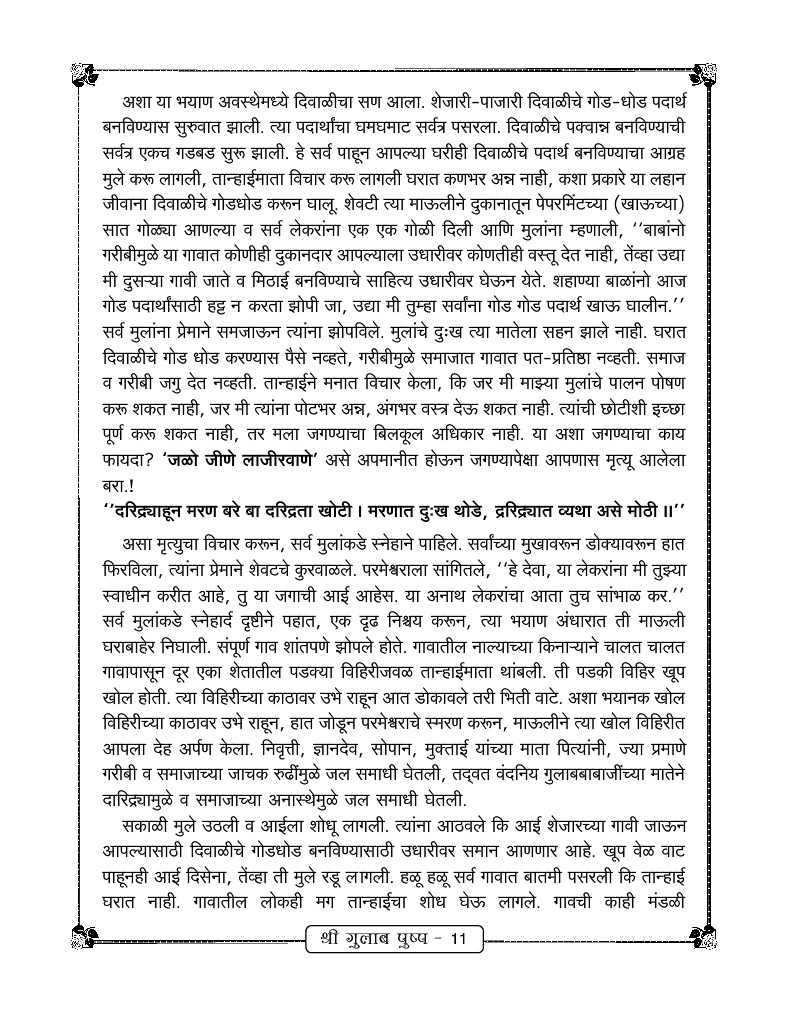 अशा या भयाण अवस्थेमध्ये दिवाळीचा सण आला. शेजारी-पाजारी दिवाळीचे गोड-धोड पदार्थ
बनविण्यास सुरुवात झाली. त्या पदार्थांचा घमघमाट सर्वत्र पसरला. दिवाळीचे पक्वान्न बनविण्याची
सर्वत्र एकच गडबड सुरू झाली. हे सर्व पाहून आपल्या घरीही दिवाळीचे पदार्थ बनविण्याचा आग्रह
मुले करू लागली, तान्हाईमाता विचार करू लागली घरात कणभर अन्न नाही, कशा प्रकारे या लहान
जीवाना दिवाळीचे गोडधोड करून घालू. शेवटी त्या माऊलीने दुकानातून पेपरमिंटच्या (खाऊच्या)
सात गोळ्या आणल्या व सर्व लेकरांना एक एक गोळी दिली आणि मुलांना म्हणाली, ‘‘बाबांनो
गरीबीमुळे या गावात कोणीही दुकानदार आपल्याला उधारीवर कोणतीही वस्तू देत नाही, तेंव्हा उद्या
मी दुसऱ्या गावी जाते व मिठाई बनविण्याचे साहित्य उधारीवर घेऊन येते. शहाण्या बाळांनो आज
गोड पदार्थांसाठी हट्ट न करता झोपी जा, उद्या मी तुम्हा सर्वांना गोड गोड पदार्थ खाऊ घालीन.’’
सर्व मुलांना प्रेमाने समजाऊन त्यांना झोपविले. मुलांचे दुःख त्या मातेला सहन झाले नाही. घरात
दिवाळीचे गोड धोड करण्यास पैसे नव्हते, गरीबीमुळे समाजात गावात पत-प्रतिष्ठा नव्हती. समाज
व गरीबी जगु देत नव्हती. तान्हाईने मनात विचार केला, कि जर मी माझ्या मुलांचे पालन पोषण
करू शकत नाही, जर मी त्यांना पोटभर अन्न, अंगभर वस्त्र देऊ शकत नाही. त्यांची छोटीशी इच्छा
पूर्ण करू शकत नाही, तर मला जगण्याचा बिलकूल अधिकार नाही. या अशा जगण्याचा काय
फायदा? ‘जळो जीणे लाजीरवाणे’ असे अपमानीत होऊन जगण्यापेक्षा आपणास मृत्यू आलेला
बरा.!
‘‘दरिद्र्याहून मरण बरे बा दरिद्रता खोटी । मरणात दुःख थोडे, द्ररिद्र्यात व्यथा असे मोठी ॥’’
असा मृत्युचा विचार करून, सर्व मुलांकडे स्नेहाने पाहिले. सर्वांच्या मुखावरून डोक्यावरून हात
फिरविला, त्यांना प्रेमाने शेवटचे कुरवाळले. परमेश्वराला सांगितले, ‘‘हे देवा, या लेकरांना मी तुझ्या
स्वाधीन करीत आहे, तु या जगाची आई आहेस. या अनाथ लेकरांचा आता तुच सांभाळ कर.’’
सर्व मुलांकडे स्नेहार्द दृष्टीने पहात, एक दृढ निश्चय करून, त्या भयाण अंधारात ती माऊली
घराबाहेर निघाली. संपूर्ण गाव शांतपणे झोपले होते. गावातील नाल्याच्या किनाऱ्याने चालत चालत
गावापासून दूर एका शेतातील पडक्या विहिरीजवळ तान्हाईमाता थांबली. ती पडकी विहिर खूप
खोल होती. त्या विहिरीच्या काठावर उभे राहून आत डोकावले तरी भिती वाटे. अशा भयानक खोल
विहिरीच्या काठावर उभे राहून, हात जोडून परमेश्वराचे स्मरण करून, माऊलीने त्या खोल विहिरीत
आपला देह अर्पण केला. निवृत्ती, ज्ञानदेव, सोपान, मुक्ताई यांच्या माता पित्यांनी, ज्या प्रमाणे
गरीबी व समाजाच्या जाचक रुढींमुळे जल समाधी घेतली, तद्वत वंदनिय गुलाबबाबाजींच्या मातेने
दारिद्र्यामुळे व समाजाच्या अनास्थेमुळे जल समाधी घेतली.
सकाळी मुले उठली व आईला शोधू लागली. त्यांना आठवले कि आई शेजारच्या गावी जाऊन
आपल्यासाठी दिवाळीचे गोडधोड बनविण्यासाठी उधारीवर समान आणणार आहे. खूप वेळ वाट
पाहूनही आई दिसेना, तेंव्हा ती मुले रडू लागली. हळू हळू सर्व गावात बातमी पसरली कि तान्हाई
घरात नाही. गावातील लोकही मग तान्हाईचा शोध घेऊ लागले. गावची काही मंडळी
श्री गुलाब पुष्प - 11